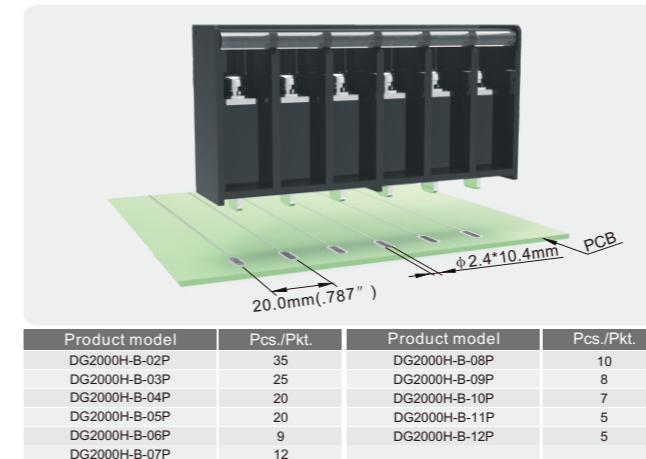 PCB
φ2.4*10.4mm
20.0mm(.787″)
Product model Pcs./Pkt. Product model Pcs./Pkt.
DG2000H-B-02P 35 DG2000H-B-08P 10
DG2000H-B-03P 25 DG2000H-B-09P 8
DG2000H-B-04P 20 DG2000H-B-10P 7
DG2000H-B-05P 20 DG2000H-B-11P 5
DG2000H-B-06P 9 DG2000H-B-12P 5
DG2000H-B-07P 12